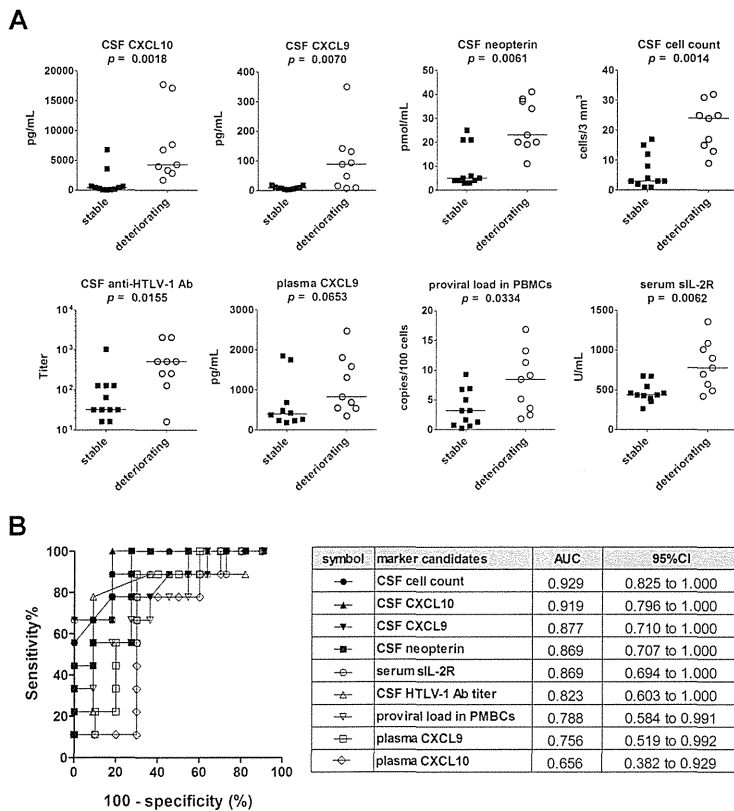 A
CSF CXCL10
p = 0.0018
pg/mL
20000
15000
10000
5000
0
stable
deteriorating
CSF CXCL9
p = 0.0070
pg/mL
400
300
200
100
0
stable
deteriorating
CSF neopterin
p = 0.0061
pmol/mL
50
40
30
20
10
0
stable
deteriorating
CSF cell count
p = 0.0014
cells/3 mm³
40
30
20
10
0
stable
deteriorating
CSF anti-HTLV-1 Ab
p = 0.0155
Titer
10⁴
10³
10²
10¹
stable
deteriorating
plasma CXCL9
p = 0.0653
pg/mL
3000
2000
1000
0
stable
deteriorating
proviral load in PBMCs
p = 0.0334
copies/100 cells
20
15
10
5
0
stable
deteriorating
serum sIL-2R
p = 0.0062
U/mL
1500
1000
500
0
stable
deteriorating
B
Sensitivity%
100
80
60
40
20
0
0 20 40 60 80 100
100 - specificity (%)
symbol marker candidates AUC 95%CI
CSF cell count 0.929 0.825 to 1.000
CSF CXCL10 0.919 0.796 to 1.000
CSF CXCL9 0.877 0.710 to 1.000
CSF neopterin 0.869 0.707 to 1.000
serum sIL-2R 0.869 0.694 to 1.000
CSF HTLV-1 Ab titer 0.823 0.603 to 1.000
proviral load in PMBCs 0.788 0.584 to 0.991
plasma CXCL9 0.756 0.519 to 0.992
plasma CXCL10 0.656 0.382 to 0.929